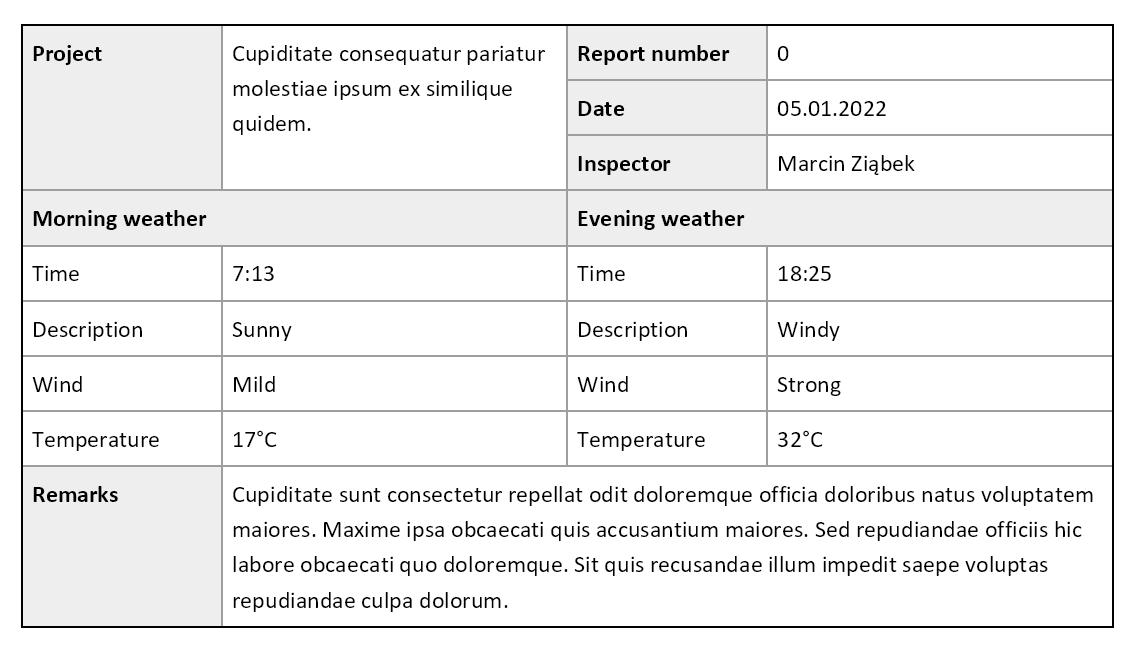 Project
Cupiditate consequatur pariatur
molestiae ipsum ex similique
quidem.
Report number 0
Date 05.01.2022
Inspector Marcin Ziąbek
Morning weather Evening weather
Time 7:13 Time 18:25
Description Sunny Description Windy
Wind Mild Wind Strong
Temperature 17°C Temperature 32°C
Remarks
Cupiditate sunt consectetur repellat odit doloremque officia doloribus natus voluptatem
maiores. Maxime ipsa obcaecati quis accusantium maiores. Sed repudiandae officiis hic
labore obcaecati quo doloremque. Sit quis recusandae illum impedit saepe voluptas
repudiandae culpa dolorum.